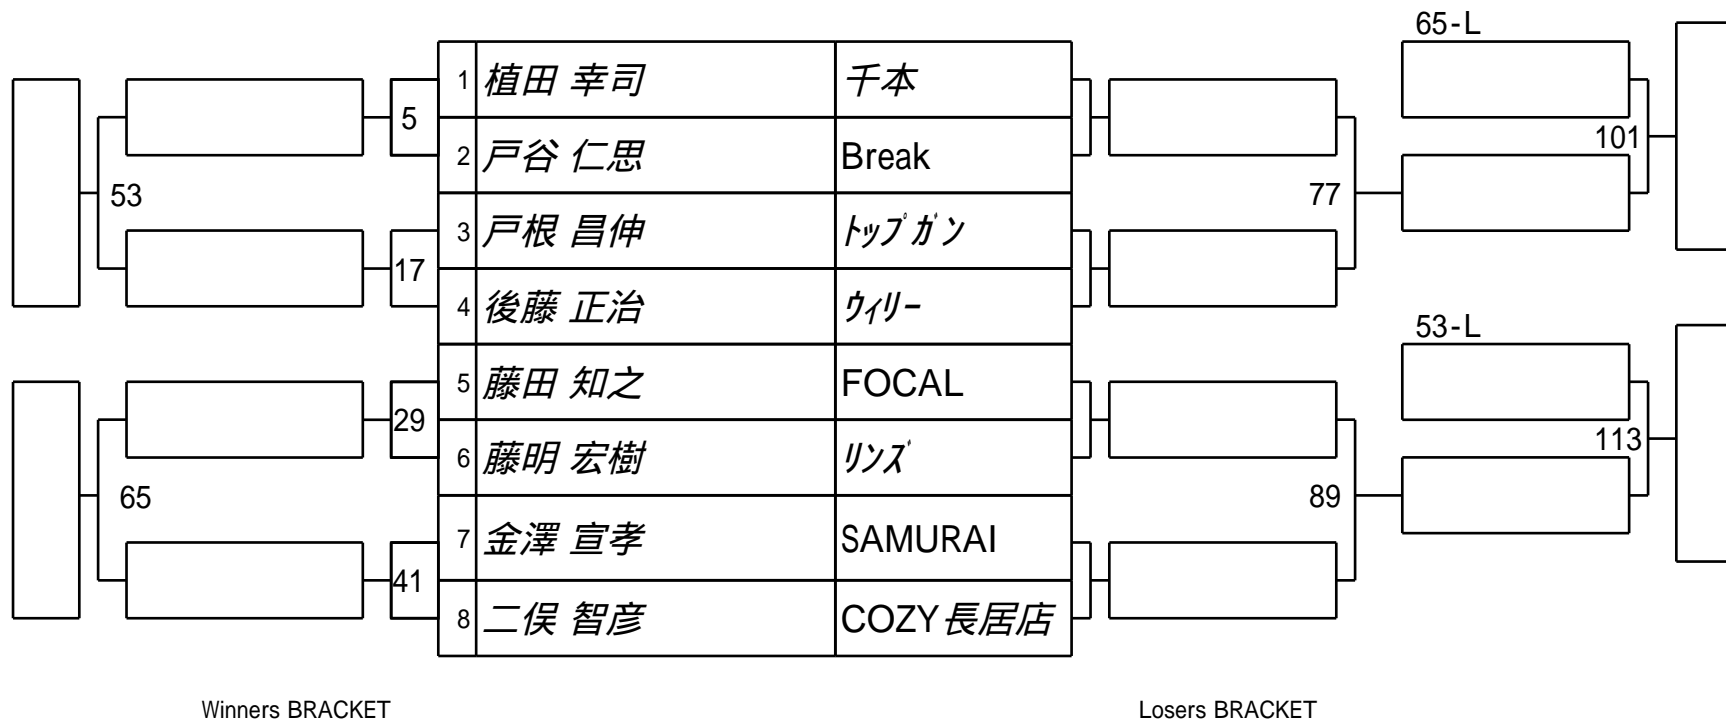 65-L
1 植田 幸司 千本
5
101
2 戸谷 仁思 Break
53
77
3 戸根 昌伸 ﾄｯﾌﾟｶﾞﾝ
17
4 後藤 正治 ｳｨﾘｰ
53-L
5 藤田 知之 FOCAL
29
113
6 藤明 宏樹 ﾘﾝｽﾞ
65
89
7 金澤 宣孝 SAMURAI
41
8 二俣 智彦 COZY長居店
Winners BRACKET Losers BRACKET